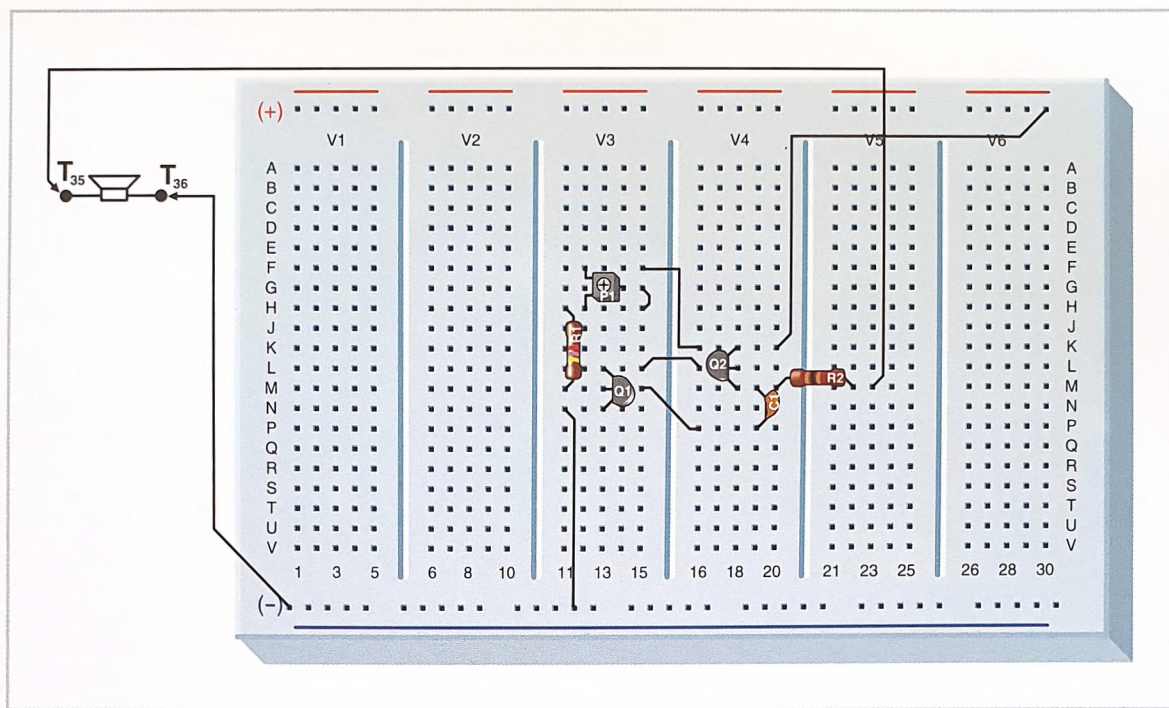 (+)
V1 V2 V3 V4 V5 V6
A A
B B
T35 T36
C C
D D
E E
F F
G P1 G
H H
J R1 J
K K
L Q2 L
M Q1 R2 M
N C1 N
P P
Q Q
R R
S S
T T
U U
V V
1 3 5 6 8 10 11 13 15 16 18 20 21 23 25 26 28 30
(-)